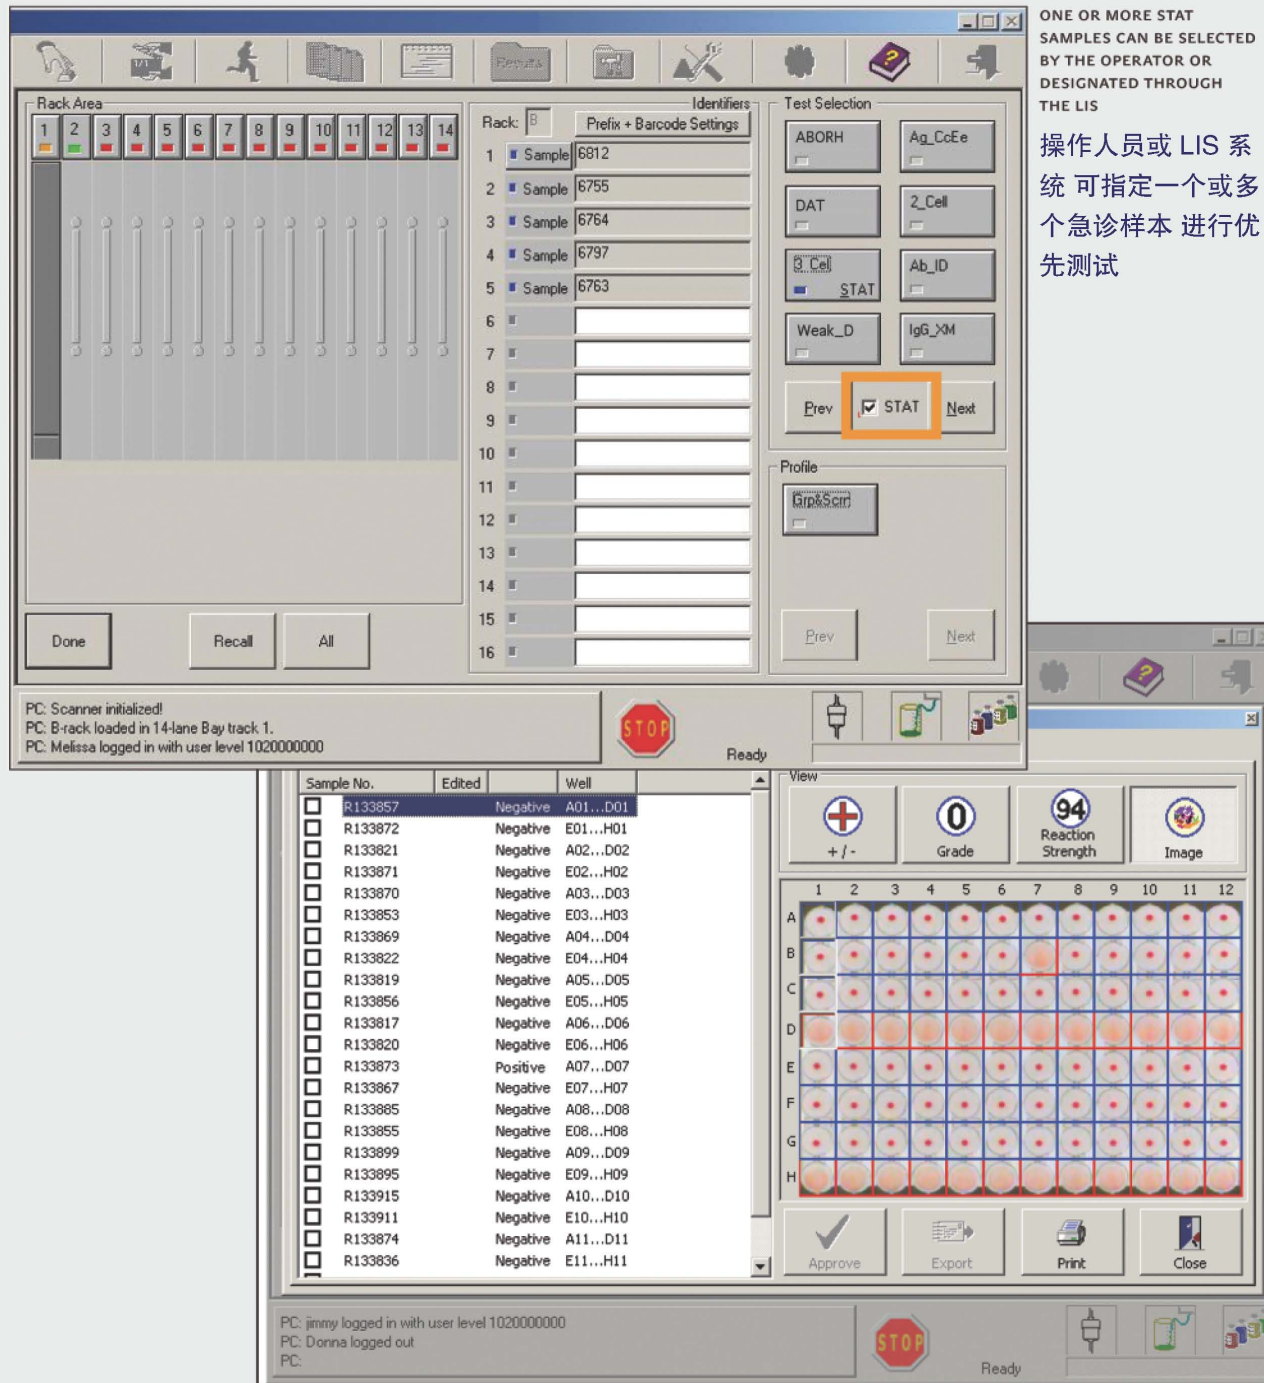 ONE OR MORE STAT
SAMPLES CAN BE SELECTED
BY THE OPERATOR OR
DESIGNATED THROUGH
THE LIS
操作人员或 LIS 系
统 可指定一个或多
个急诊样本 进行优
先测试
Results
Rack Area
1 2 3 4 5 6 7 8 9 10 11 12 13 14
Identifiers
Rack: B Prefix + Barcode Settings
1 Sample 6812
2 Sample 6755
3 Sample 6764
4 Sample 6797
5 Sample 6763
6
7
8
9
10
11
12
13
14
15
16
Test Selection
ABORH Ag_CcEe
DAT 2_Cell
3_Cell STAT Ab_ID
Weak_D IgG_XM
Prev STAT Next
Profile
Grp&Scrn
Prev Next
Done Recall All
PC: Scanner initialized!
PC: B-rack loaded in 14-lane Bay track 1.
PC: Melissa logged in with user level 1020000000
STOP
Ready
Sample No. Edited Well
R133857 Negative A01...D01
R133872 Negative E01...H01
R133821 Negative A02...D02
R133871 Negative E02...H02
R133870 Negative A03...D03
R133853 Negative E03...H03
R133869 Negative A04...D04
R133822 Negative E04...H04
R133819 Negative A05...D05
R133856 Negative E05...H05
R133817 Negative A06...D06
R133820 Negative E06...H06
R133873 Positive A07...D07
R133867 Negative E07...H07
R133885 Negative A08...D08
R133855 Negative E08...H08
R133899 Negative A09...D09
R133895 Negative E09...H09
R133915 Negative A10...D10
R133911 Negative E10...H10
R133874 Negative A11...D11
R133836 Negative E11...H11
View
+ / -
0 Grade
94 Reaction
Strength
Image
1 2 3 4 5 6 7 8 9 10 11 12
A
B
C
D
E
F
G
H
Approve Export Print Close
PC: jimmy logged in with user level 1020000000
PC: Donna logged out
PC:
STOP
Ready